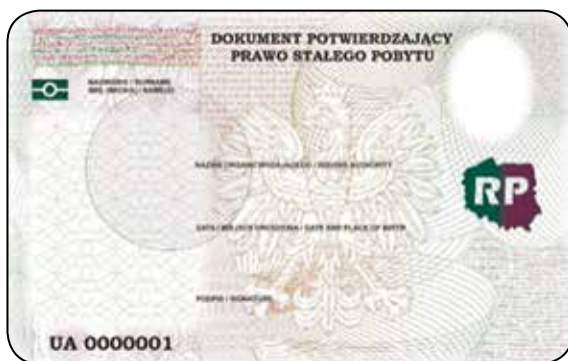 DOKUMENT POTWIERDZAJĄCY
PRAWO STAŁEGO POBYTU
NAZWISKO / SURNAME
IMIĘ (IMIONA) / NAME(S)
NAZWA ORGANU WYDAJĄCEGO / ISSUING AUTHORITY
RP
DATA I MIEJSCE URODZENIA / DATE AND PLACE OF BIRTH
PODPIS / SIGNATURE
UA 0000001